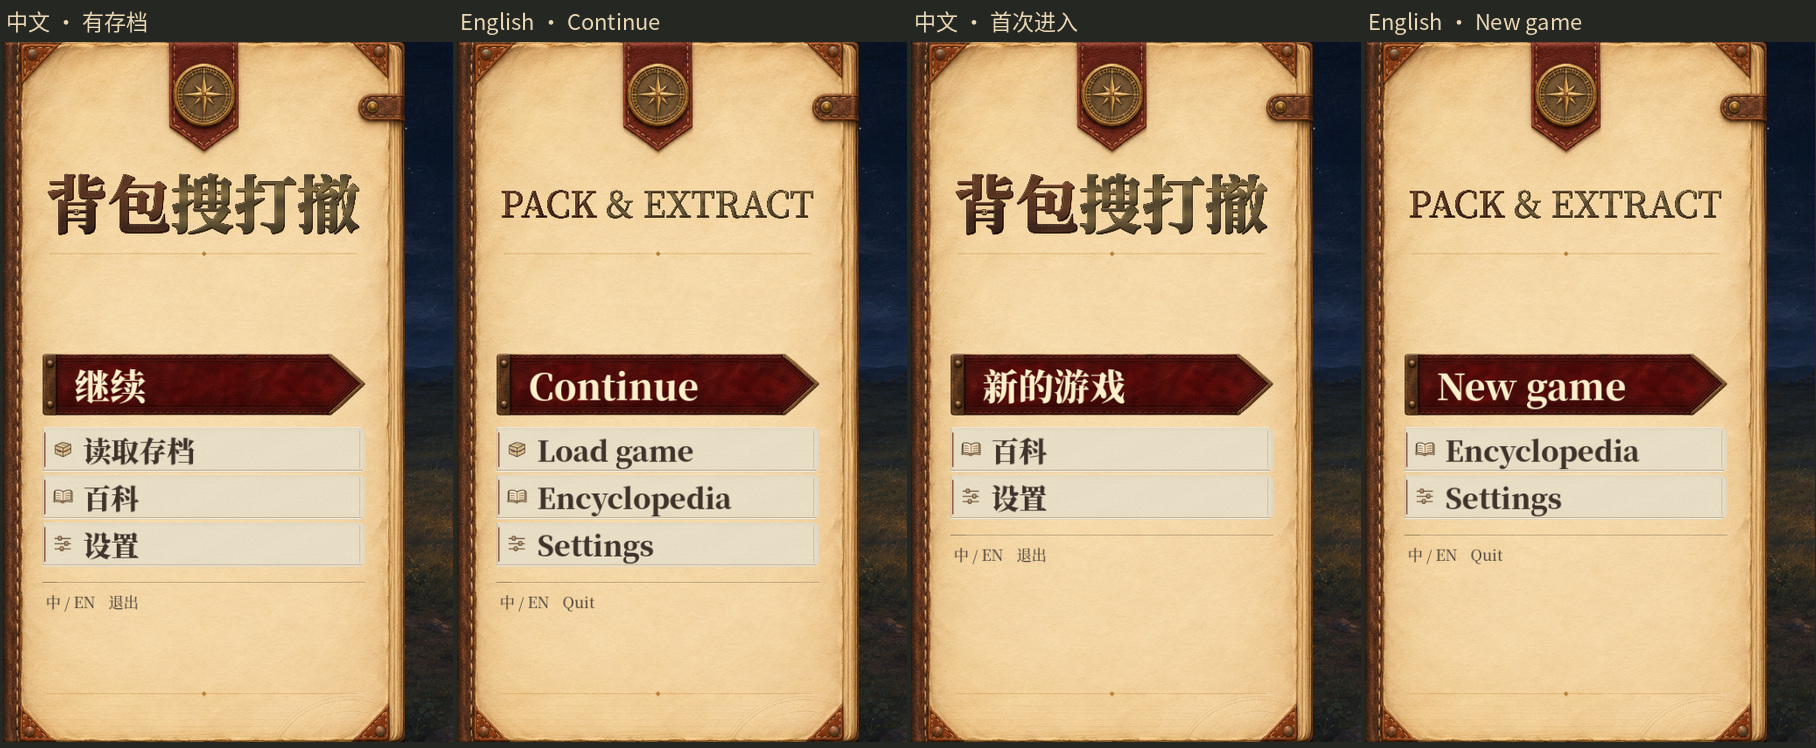 中文 • 有存档
背包搜打撤
继续
读取存档
百科
设置
中 / EN 退出
English • Continue
PACK & EXTRACT
Continue
Load game
Encyclopedia
Settings
中 / EN Quit
中文 • 首次进入
背包搜打撤
新的游戏
百科
设置
中 / EN 退出
English • New game
PACK & EXTRACT
New game
Encyclopedia
Settings
中 / EN Quit